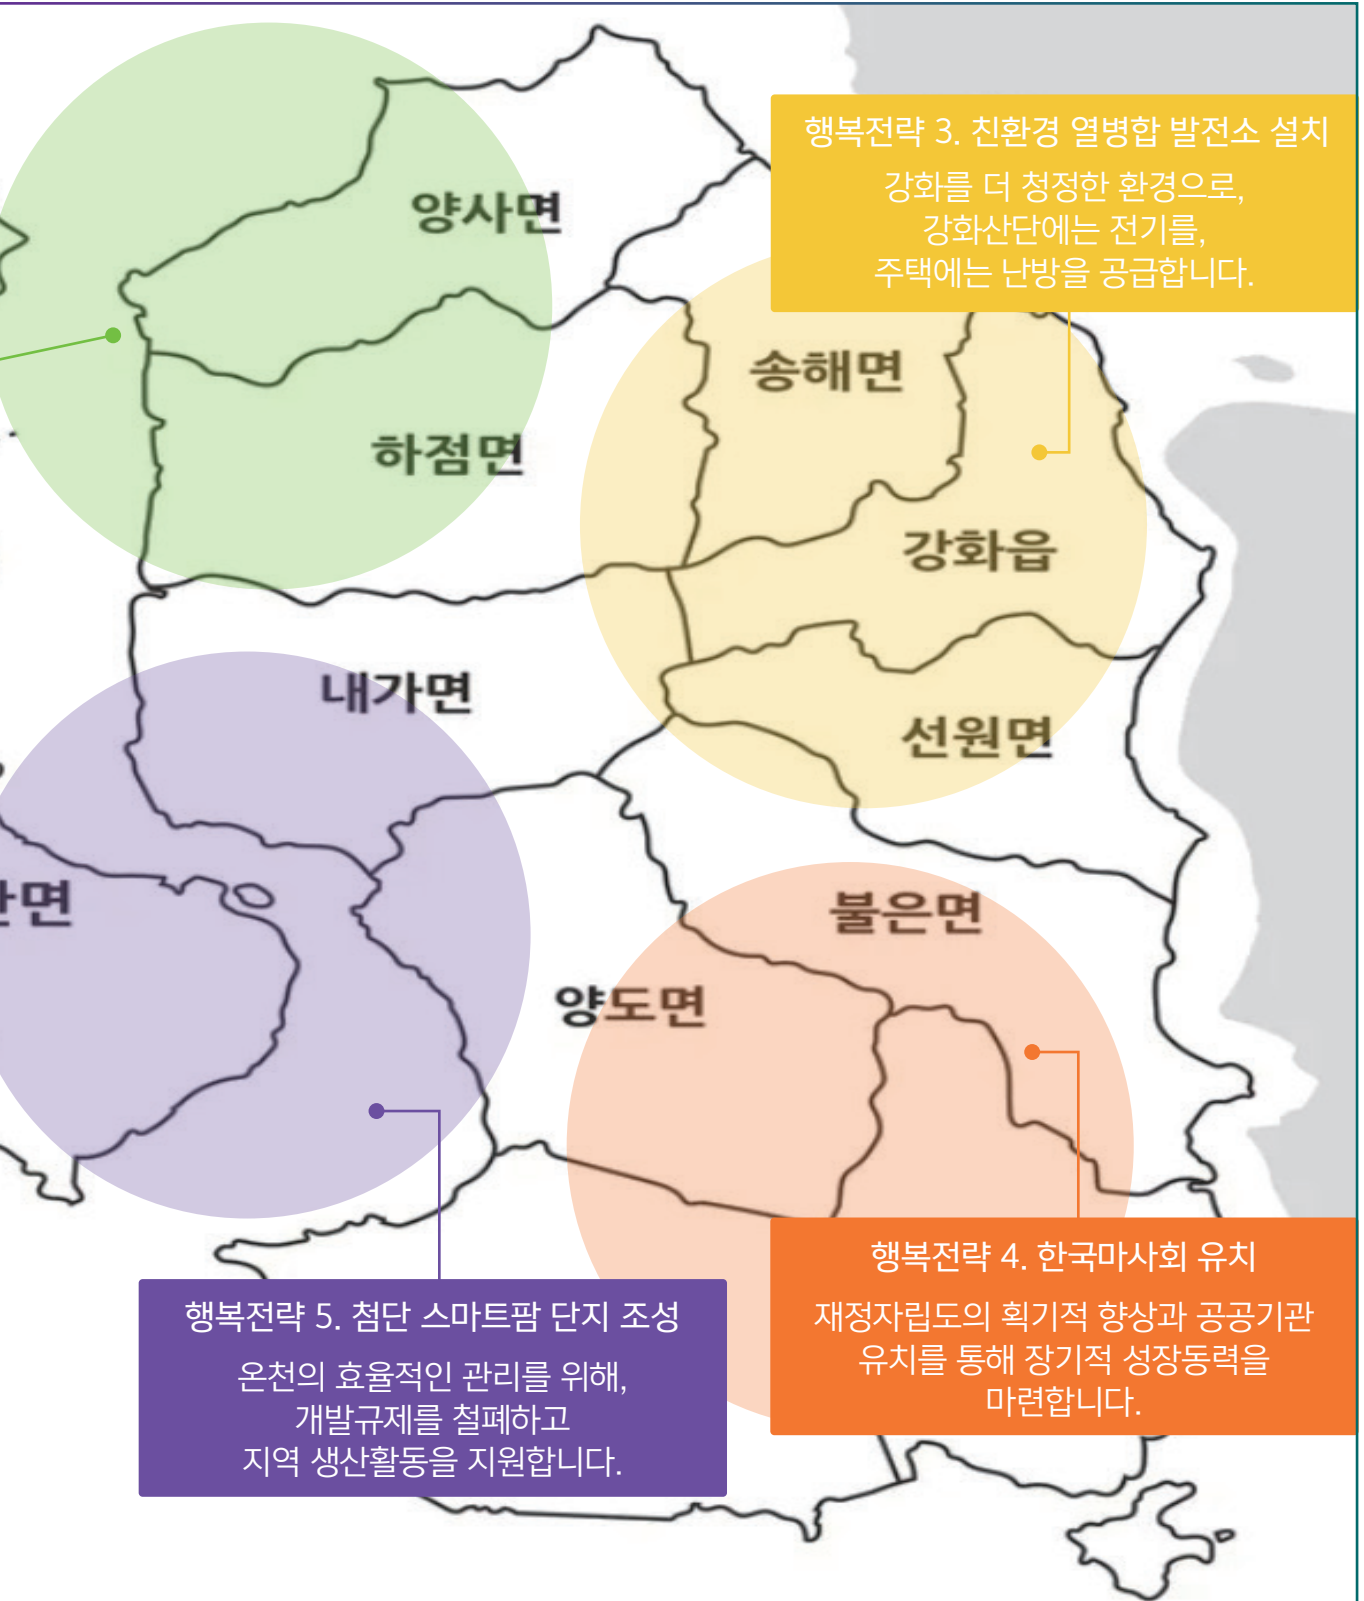 행복전략 3. 친환경 열병합 발전소 설치
강화를 더 청정한 환경으로,
강화산단에는 전기를,
주택에는 난방을 공급합니다.
양사면
송해면
하점면
강화읍
내가면
선원면
면
불은면
양도면
행복전략 4. 한국마사회 유치
재정자립도의 획기적 향상과 공공기관
유치를 통해 장기적 성장동력을
마련합니다.
행복전략 5. 첨단 스마트팜 단지 조성
온천의 효율적인 관리를 위해,
개발규제를 철폐하고
지역 생산활동을 지원합니다.